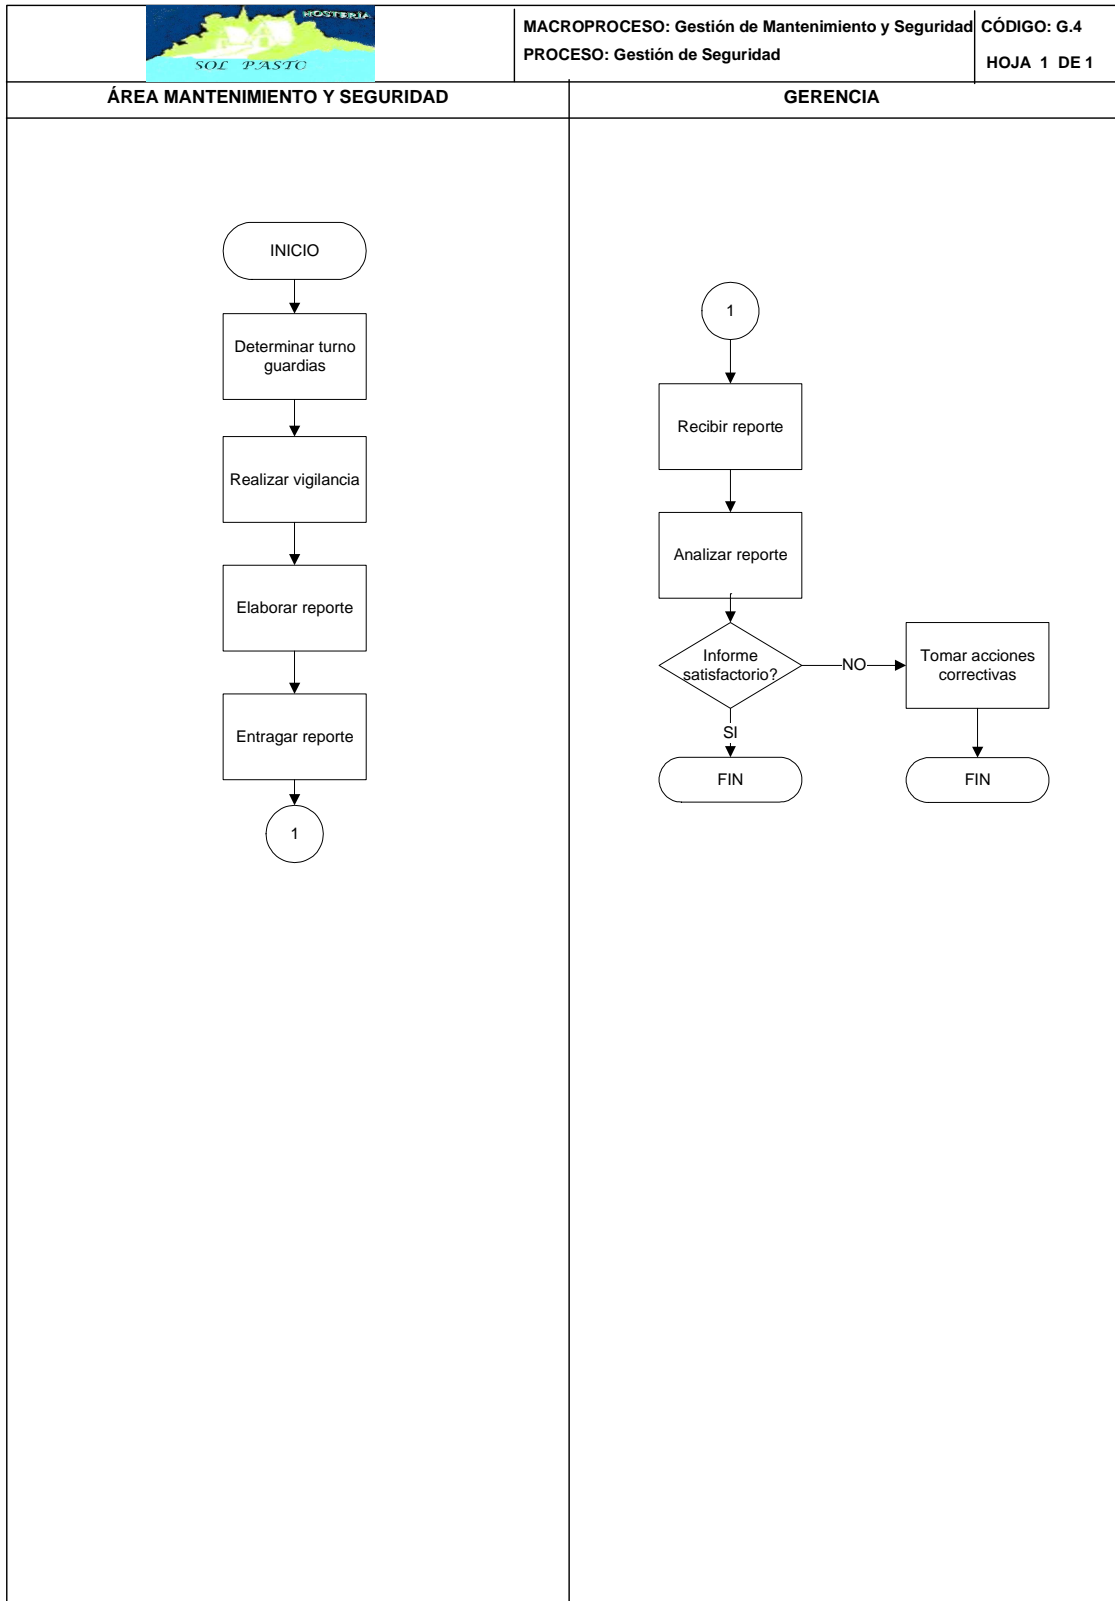 HOSTERIA
SOL PASTO
MACROPROCESO: Gestión de Mantenimiento y Seguridad
PROCESO: Gestión de Seguridad
CÓDIGO: G.4
HOJA 1 DE 1
ÁREA MANTENIMIENTO Y SEGURIDAD
GERENCIA
INICIO
Determinar turno
guardias
Realizar vigilancia
Elaborar reporte
Entragar reporte
1
1
Recibir reporte
Analizar reporte
Informe
satisfactorio?
NO
Tomar acciones
correctivas
SI
FIN
FIN